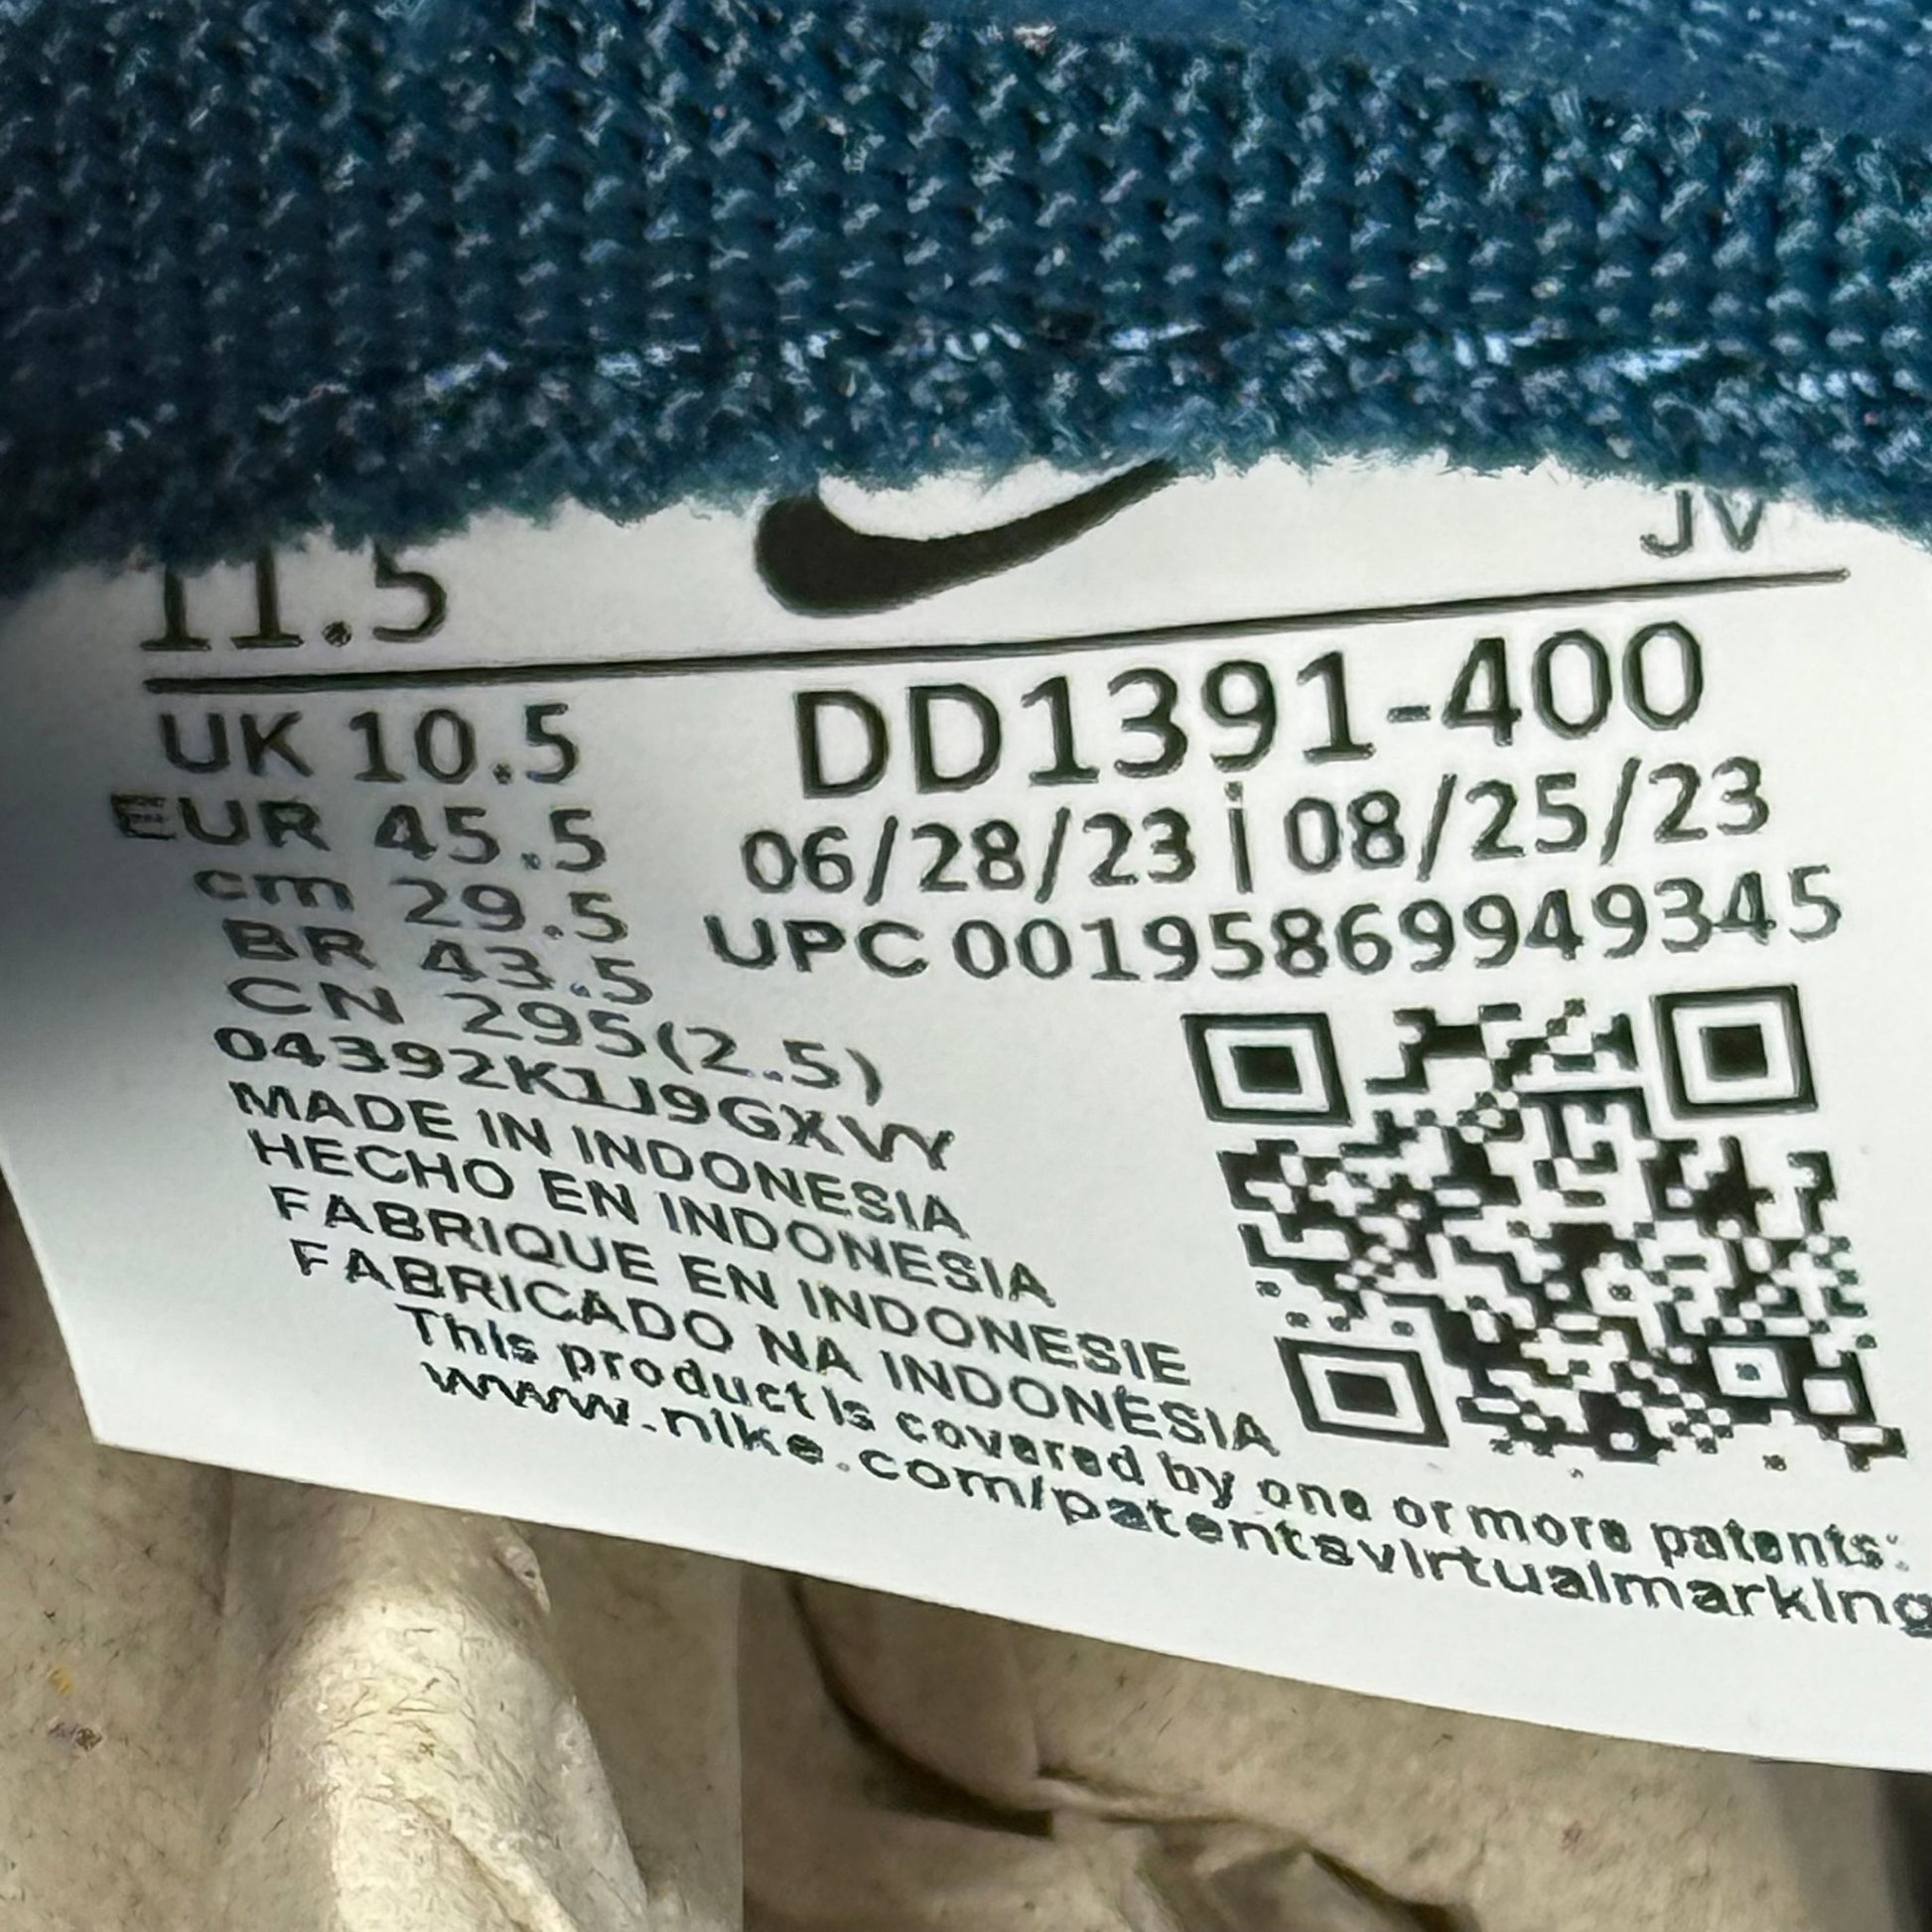 11.5
JV
UK 10.5
EUR 45.5
cm 29.5
BR 43.5
CN 295(2.5)
04392K1J9GXVY
MADE IN INDONESIA
HECHO EN INDONESIA
FABRIQUE EN INDONESIE
FABRICADO NA INDONÉSIA
This product is covered by one or more patents:
www.nike.com/patentsvirtualmarking
DD1391-400
06/28/23 | 08/25/23
UPC 00195869949345